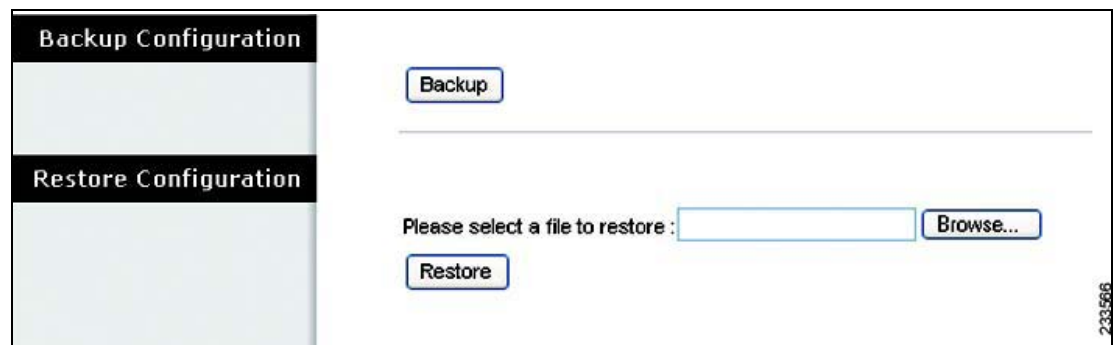 Backup Configuration
Backup
Restore Configuration
Please select a file to restore :
Browse...
Restore
233566